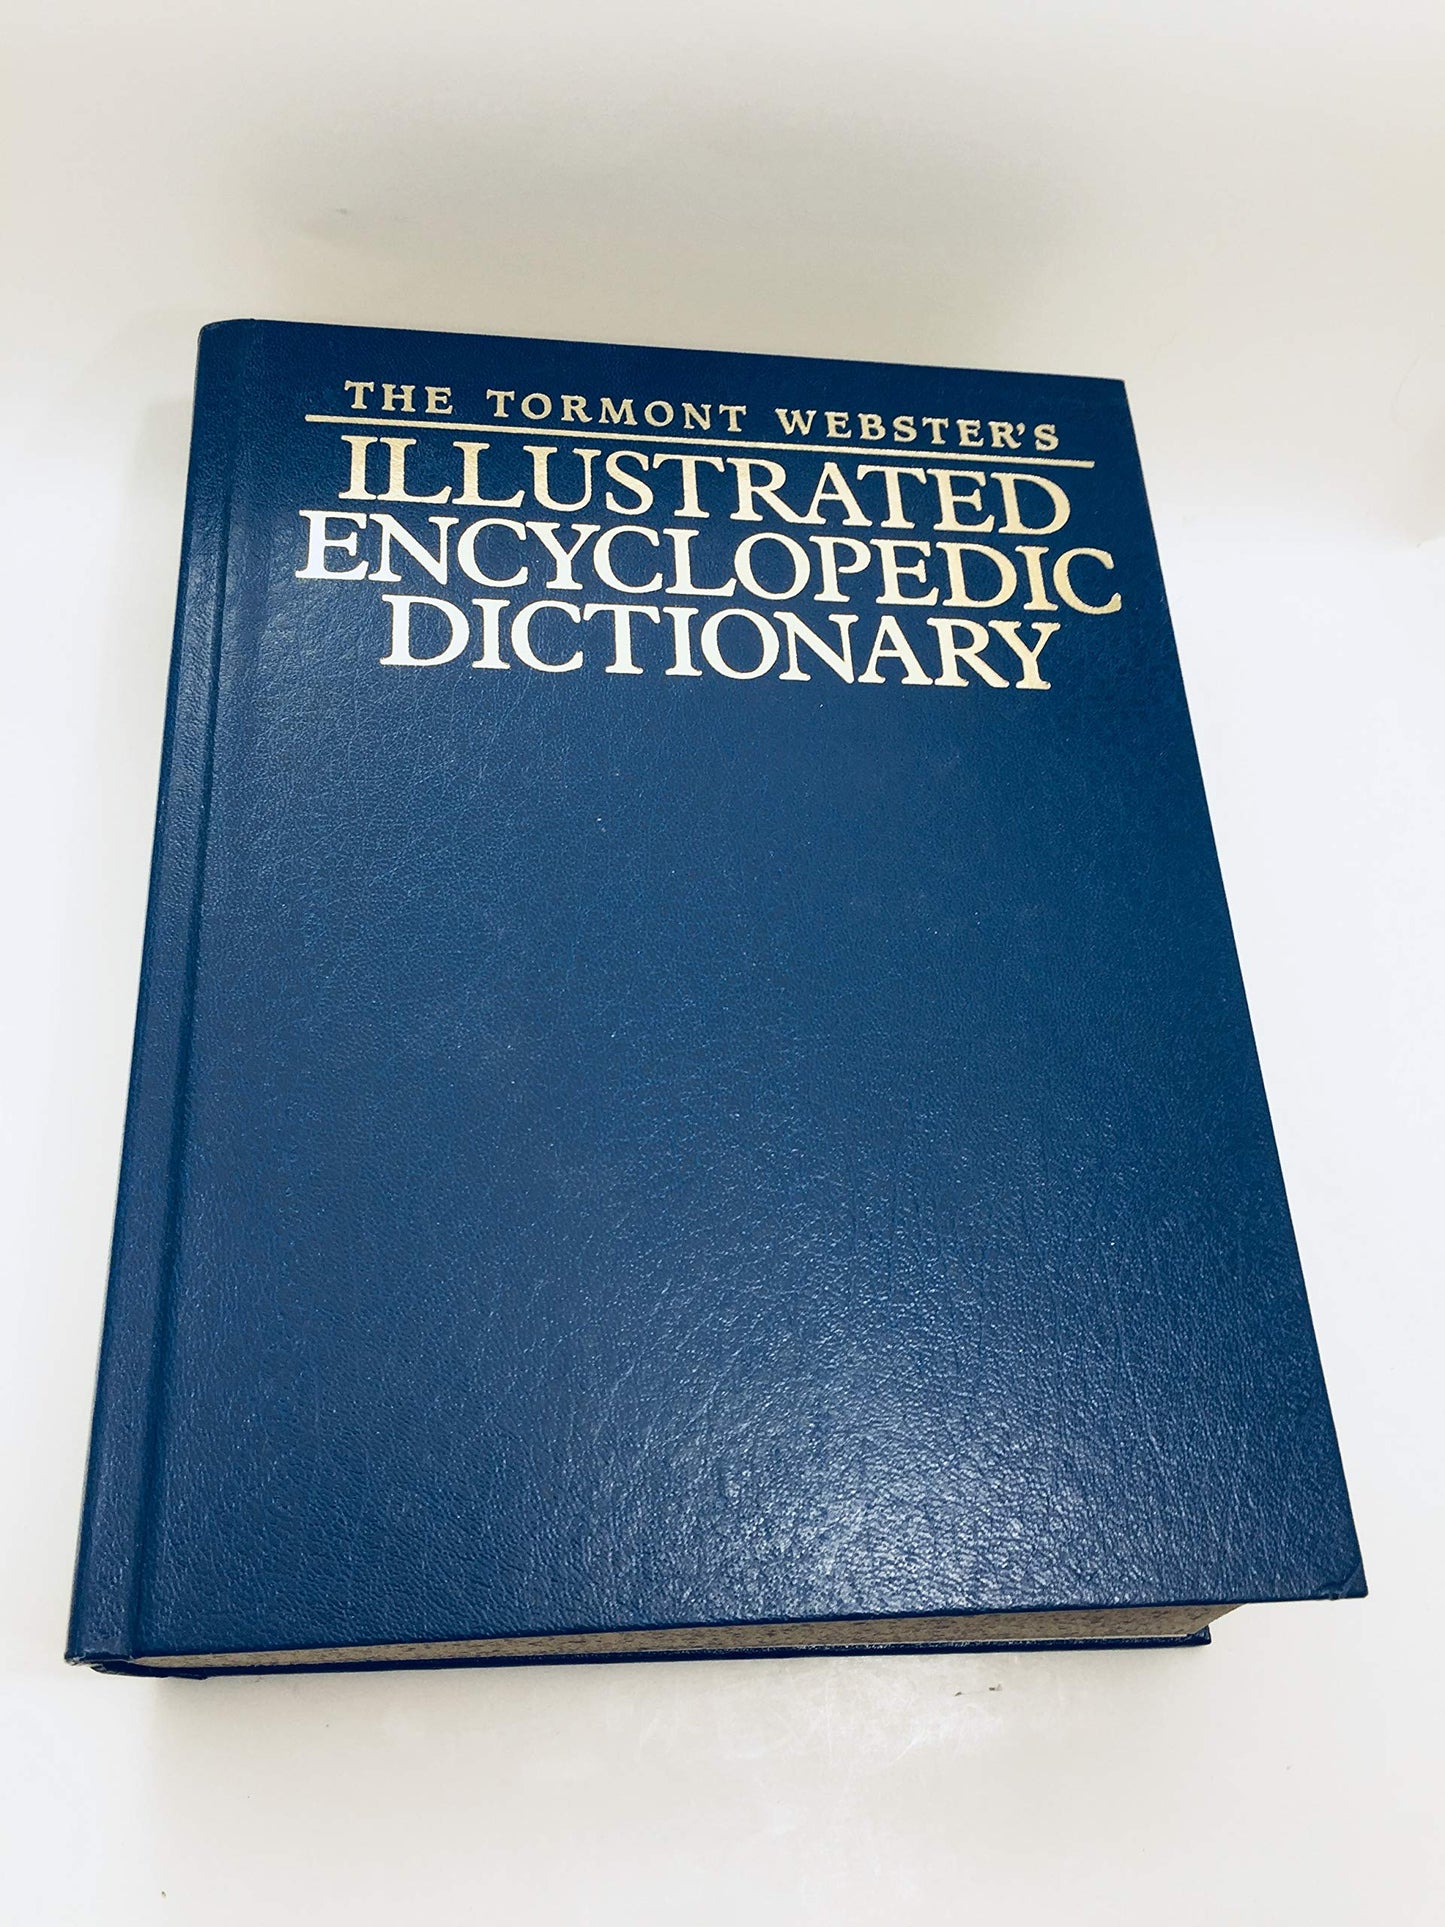 THE TORMONT WEBSTER'S
ILLUSTRATED
ENCYCLOPEDIC
DICTIONARY